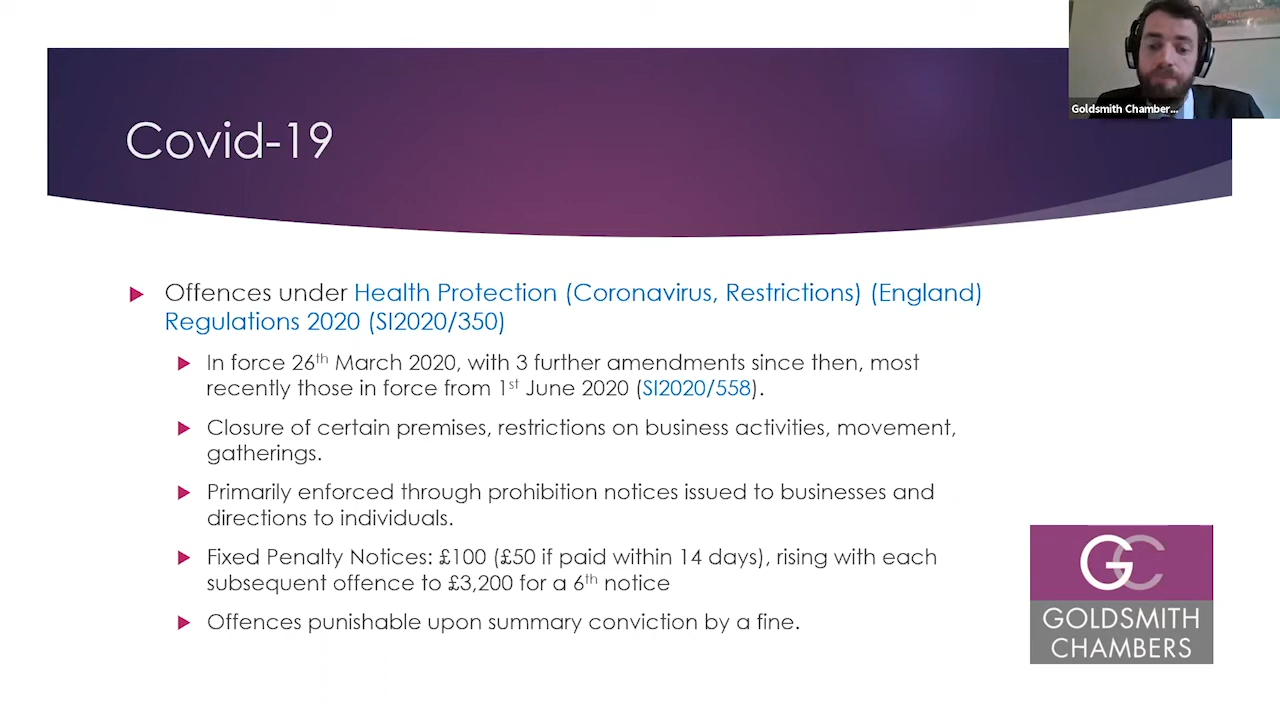 Goldsmith Chamber...
Covid-19
Offences under Health Protection (Coronavirus, Restrictions) (England)
Regulations 2020 (SI2020/350)
In force 26th March 2020, with 3 further amendments since then, most
recently those in force from 1st June 2020 (SI2020/558).
Closure of certain premises, restrictions on business activities, movement,
gatherings.
Primarily enforced through prohibition notices issued to businesses and
directions to individuals.
Fixed Penalty Notices: £100 (£50 if paid within 14 days), rising with each
subsequent offence to £3,200 for a 6th notice
Offences punishable upon summary conviction by a fine.
GC
GOLDSMITH
CHAMBERS